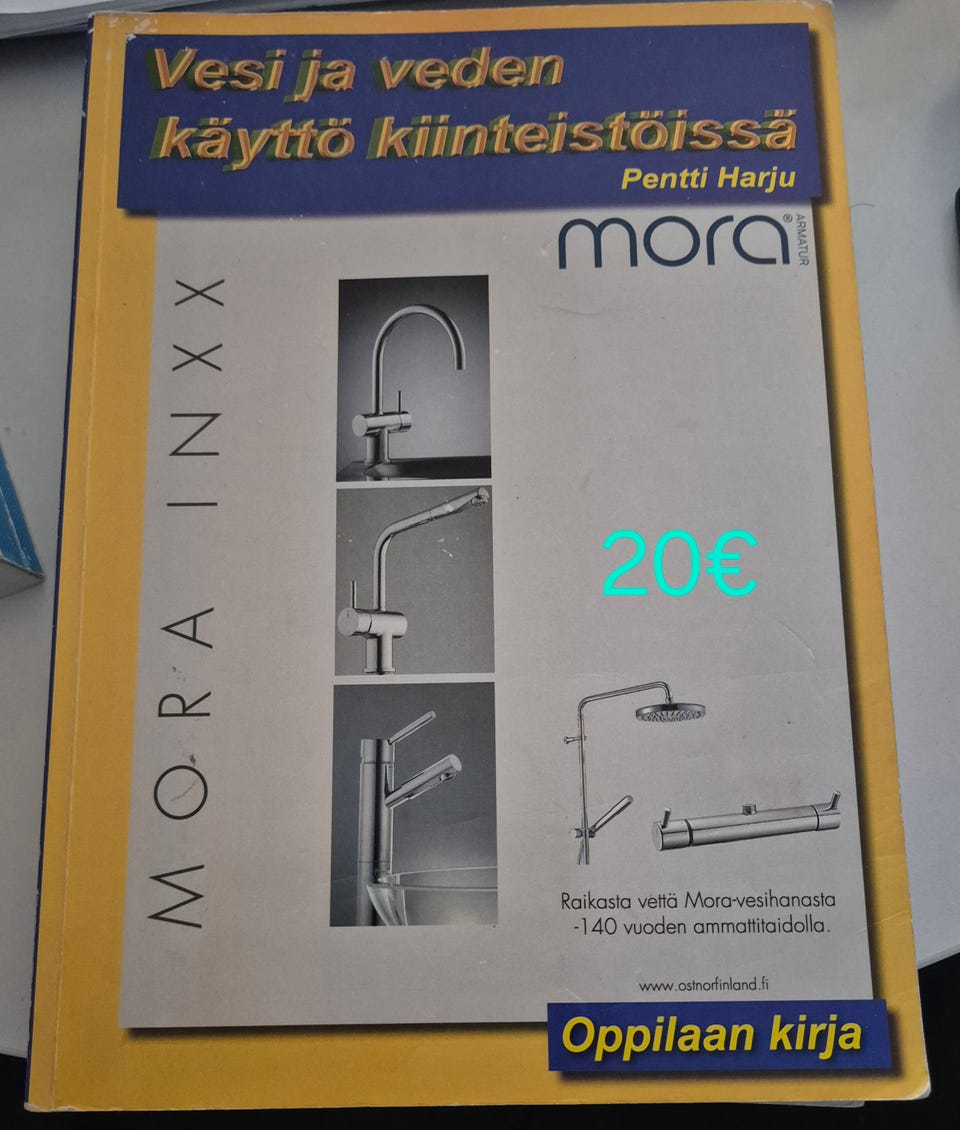 Vesi ja veden
käyttö kiinteistöissä
Pentti Harju
mora®
ARMATUR
MORA INXX
20€
Raikasta vettä Mora-vesihanasta
-140 vuoden ammattitaidolla.
www.ostnorfinland.fi
Oppilaan kirja